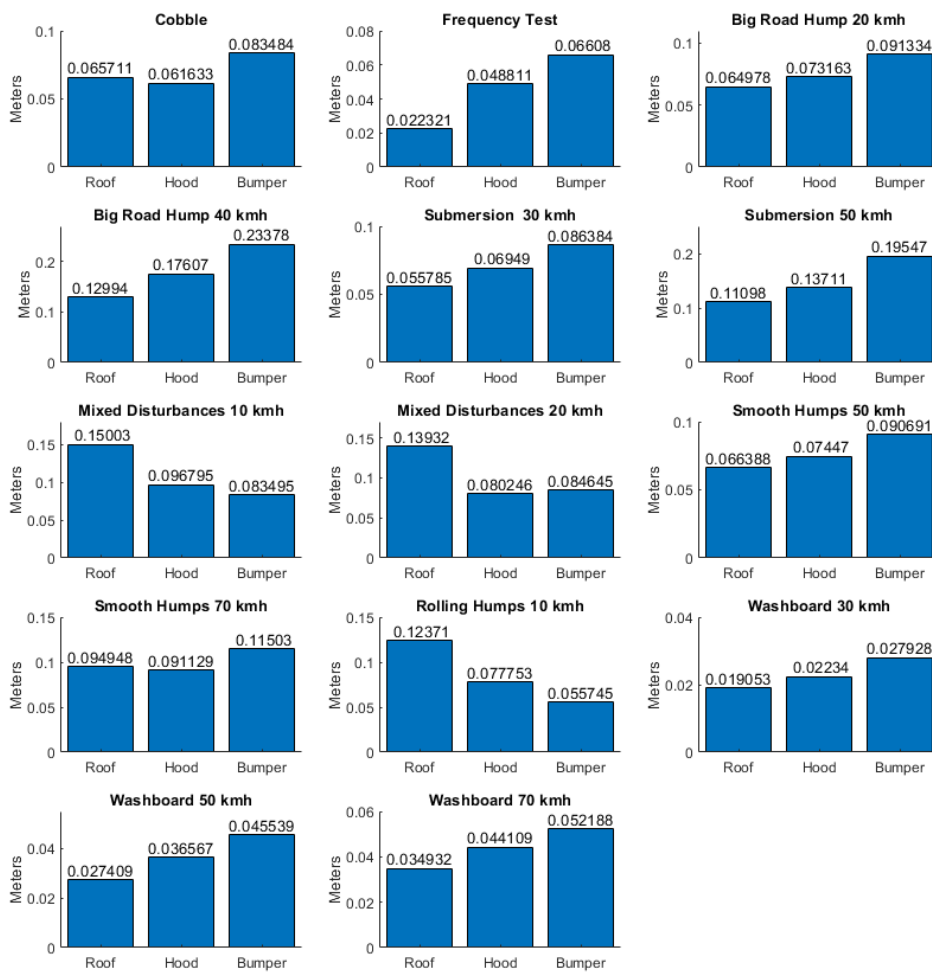 Cobble
0.1
0.05
0
Meters
0.065711
0.061633
0.083484
Roof
Hood
Bumper
Frequency Test
0.08
0.06
0.04
0.02
0
Meters
0.022321
0.048811
0.06608
Roof
Hood
Bumper
Big Road Hump 20 kmh
0.1
0.05
0
Meters
0.064978
0.073163
0.091334
Roof
Hood
Bumper
Big Road Hump 40 kmh
0.2
0.1
0
Meters
0.12994
0.17607
0.23378
Roof
Hood
Bumper
Submersion 30 kmh
0.1
0.05
0
Meters
0.055785
0.06949
0.086384
Roof
Hood
Bumper
Submersion 50 kmh
0.2
0.1
0
Meters
0.11098
0.13711
0.19547
Roof
Hood
Bumper
Mixed Disturbances 10 kmh
0.15
0.1
0.05
0
Meters
0.15003
0.096795
0.083495
Roof
Hood
Bumper
Mixed Disturbances 20 kmh
0.15
0.1
0.05
0
Meters
0.13932
0.080246
0.084645
Roof
Hood
Bumper
Smooth Humps 50 kmh
0.1
0.05
0
Meters
0.066388
0.07447
0.090691
Roof
Hood
Bumper
Smooth Humps 70 kmh
0.15
0.1
0.05
0
Meters
0.094948
0.091129
0.11503
Roof
Hood
Bumper
Rolling Humps 10 kmh
0.15
0.1
0.05
0
Meters
0.12371
0.077753
0.055745
Roof
Hood
Bumper
Washboard 30 kmh
0.04
0.02
0
Meters
0.019053
0.02234
0.027928
Roof
Hood
Bumper
Washboard 50 kmh
0.04
0.02
0
Meters
0.027409
0.036567
0.045539
Roof
Hood
Bumper
Washboard 70 kmh
0.06
0.04
0.02
0
Meters
0.034932
0.044109
0.052188
Roof
Hood
Bumper